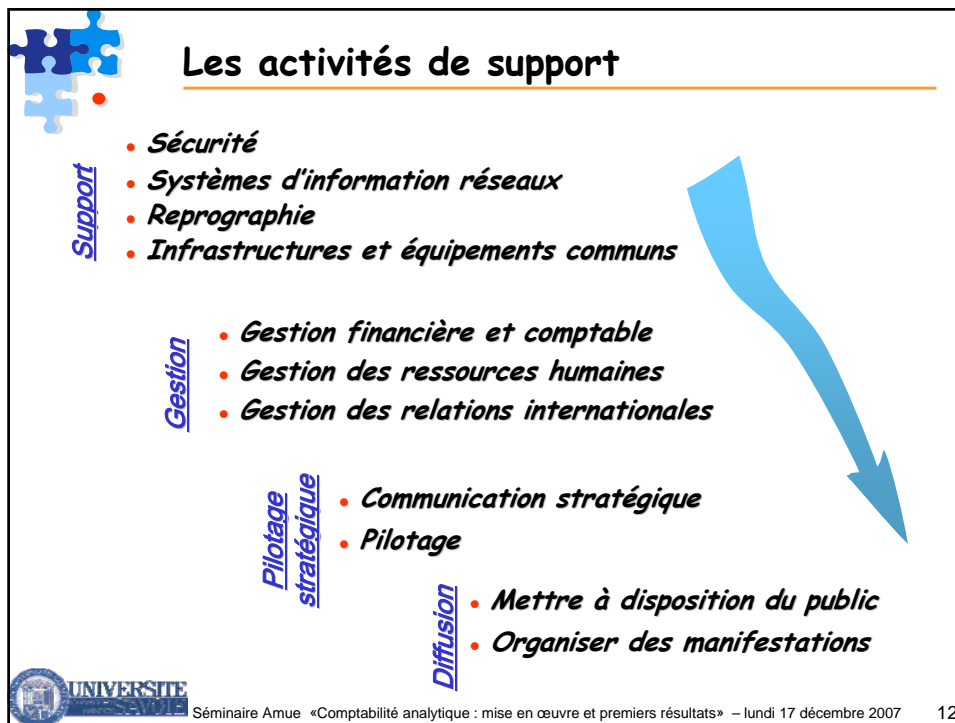 Les activités de support
Support
• Sécurité
• Systèmes d'information réseaux
• Reprographie
• Infrastructures et équipements communs
Gestion
• Gestion financière et comptable
• Gestion des ressources humaines
• Gestion des relations internationales
Pilotage
stratégique
• Communication stratégique
• Pilotage
Diffusion
• Mettre à disposition du public
• Organiser des manifestations
UNIVERSITE
SAVOIE
Séminaire Amue «Comptabilité analytique : mise en œuvre et premiers résultats» – lundi 17 décembre 2007
12